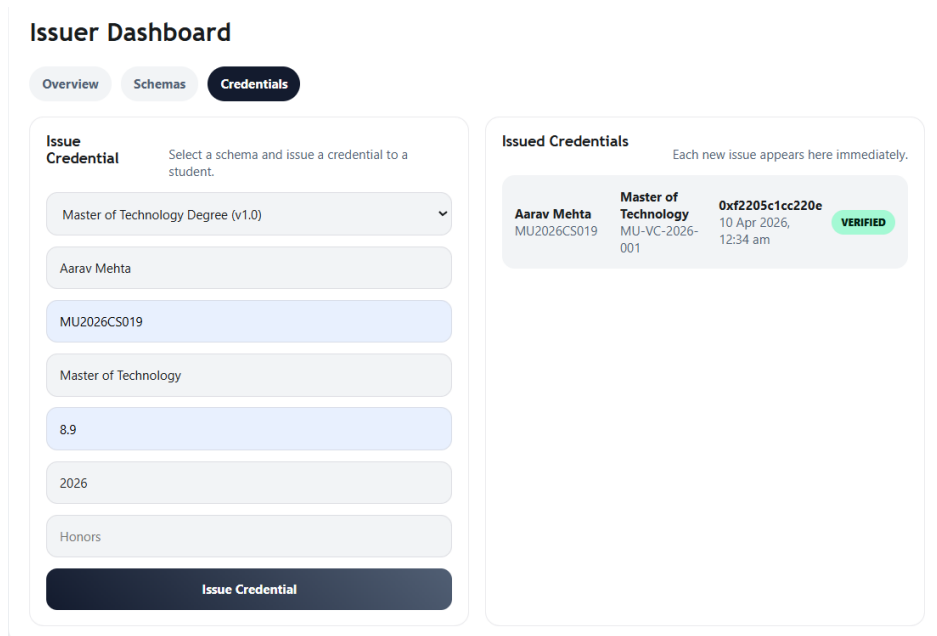 Issuer Dashboard
Overview
Schemas
Credentials
Issue
Credential
Select a schema and issue a credential to a
student.
Master of Technology Degree (v1.0)
Aarav Mehta
MU2026CS019
Master of Technology
8.9
2026
Honors
Issue Credential
Issued Credentials
Each new issue appears here immediately.
Aarav Mehta
MU2026CS019
Master of
Technology
MU-VC-2026-
001
0xf2205c1cc220e
10 Apr 2026,
12:34 am
VERIFIED